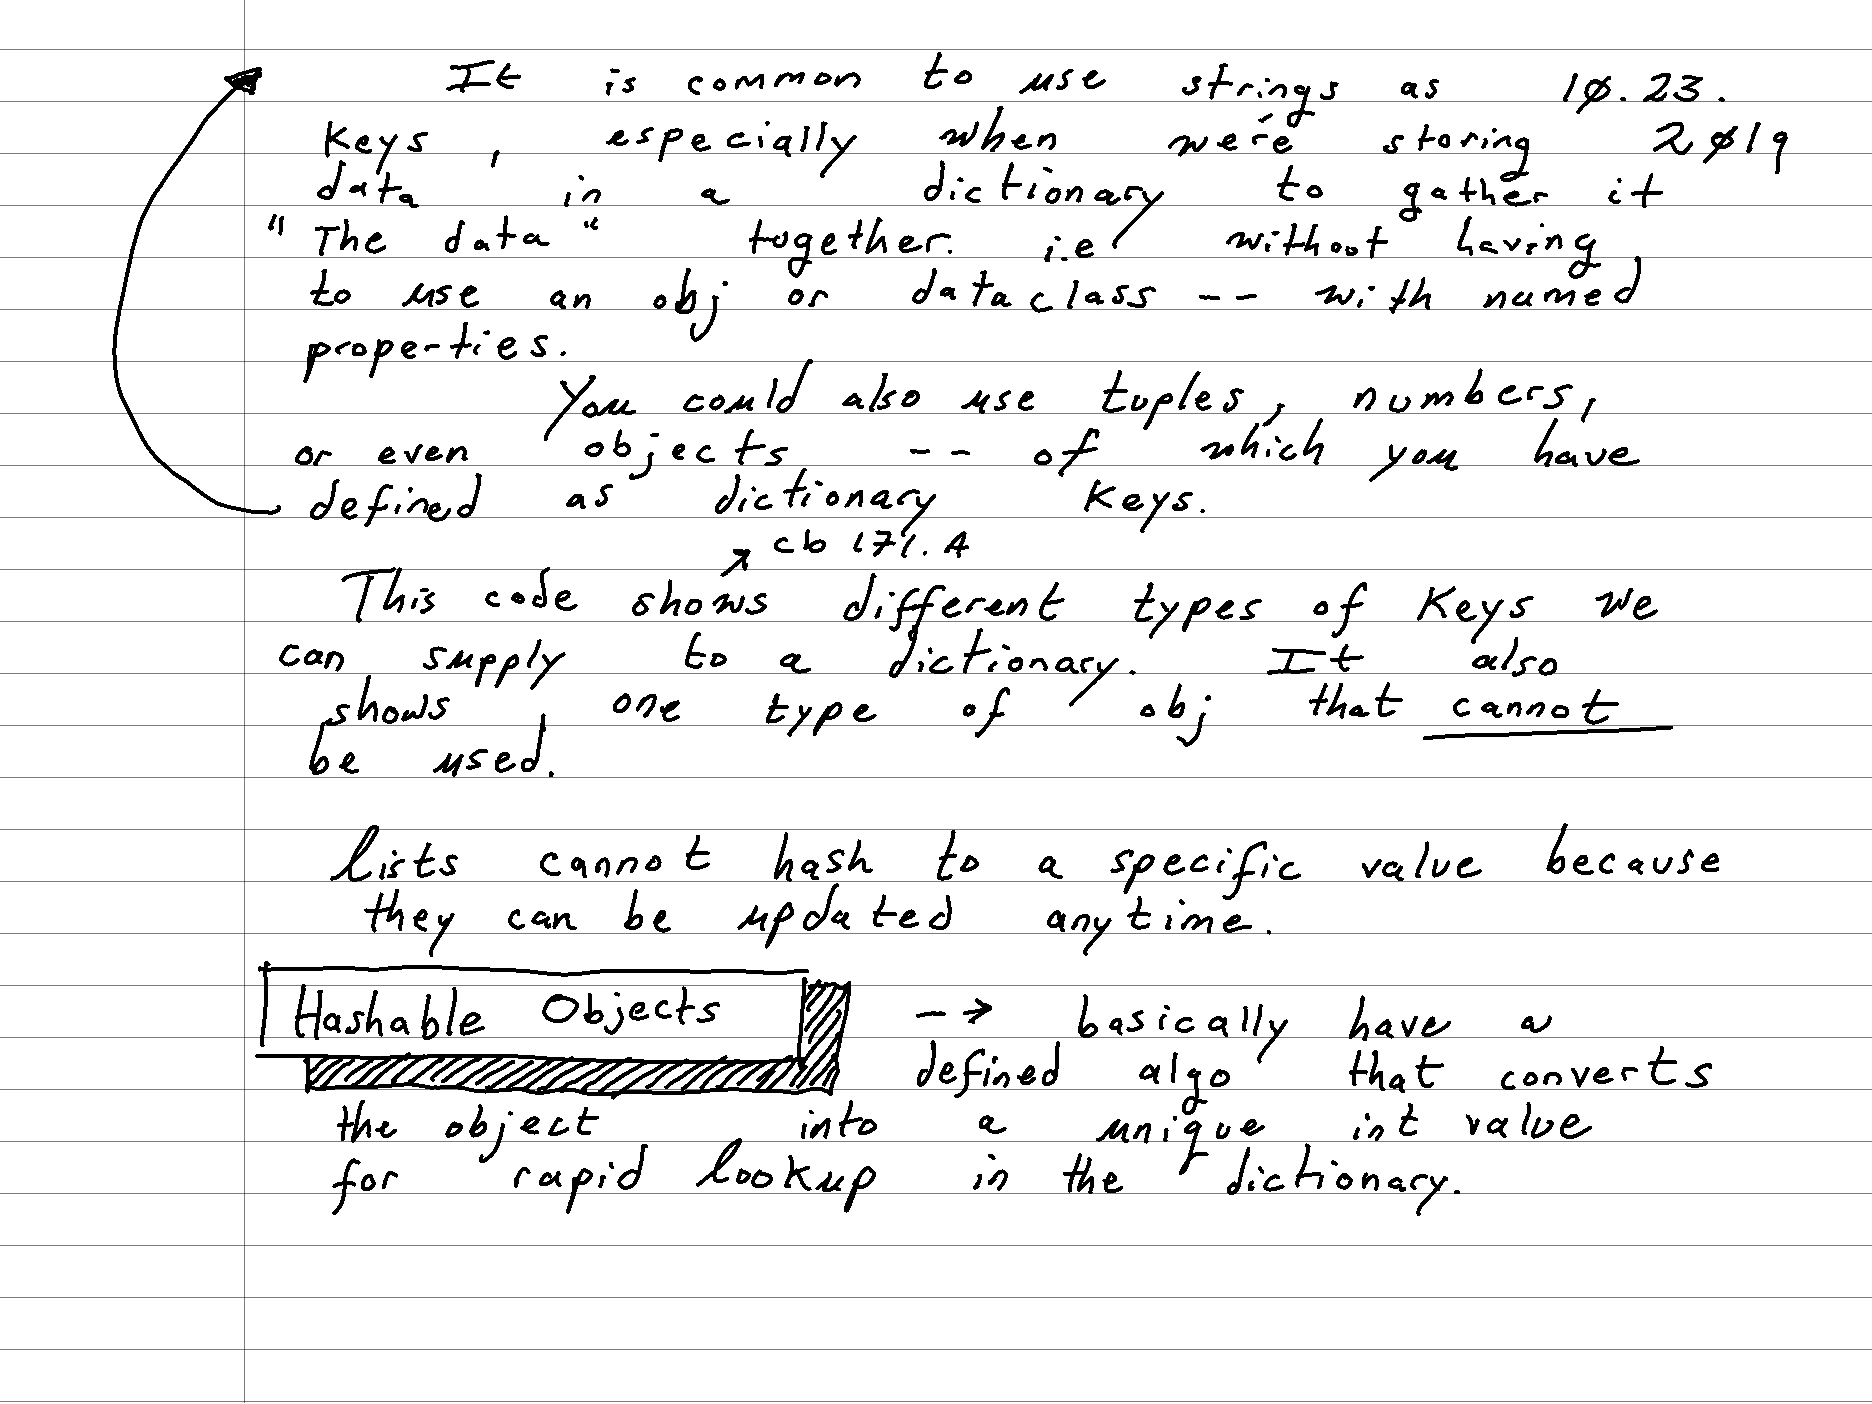 It is common to use strings as 10.23.
Keys, especially when we're storing 2019
data in a dictionary to gather it
"The data" together. i.e without having
to use an obj or dataclass -- with named
properties.
You could also use tuples, numbers,
or even objects -- of which you have
defined as dictionary Keys.
cb 171.A
This code shows different types of Keys we
can supply to a dictionary. It also
shows one type of obj that cannot
be used.
lists cannot hash to a specific value because
they can be updated anytime.
Hashable Objects --> basically have a
defined algo that converts
the object into a unique int value
for rapid lookup in the dictionary.